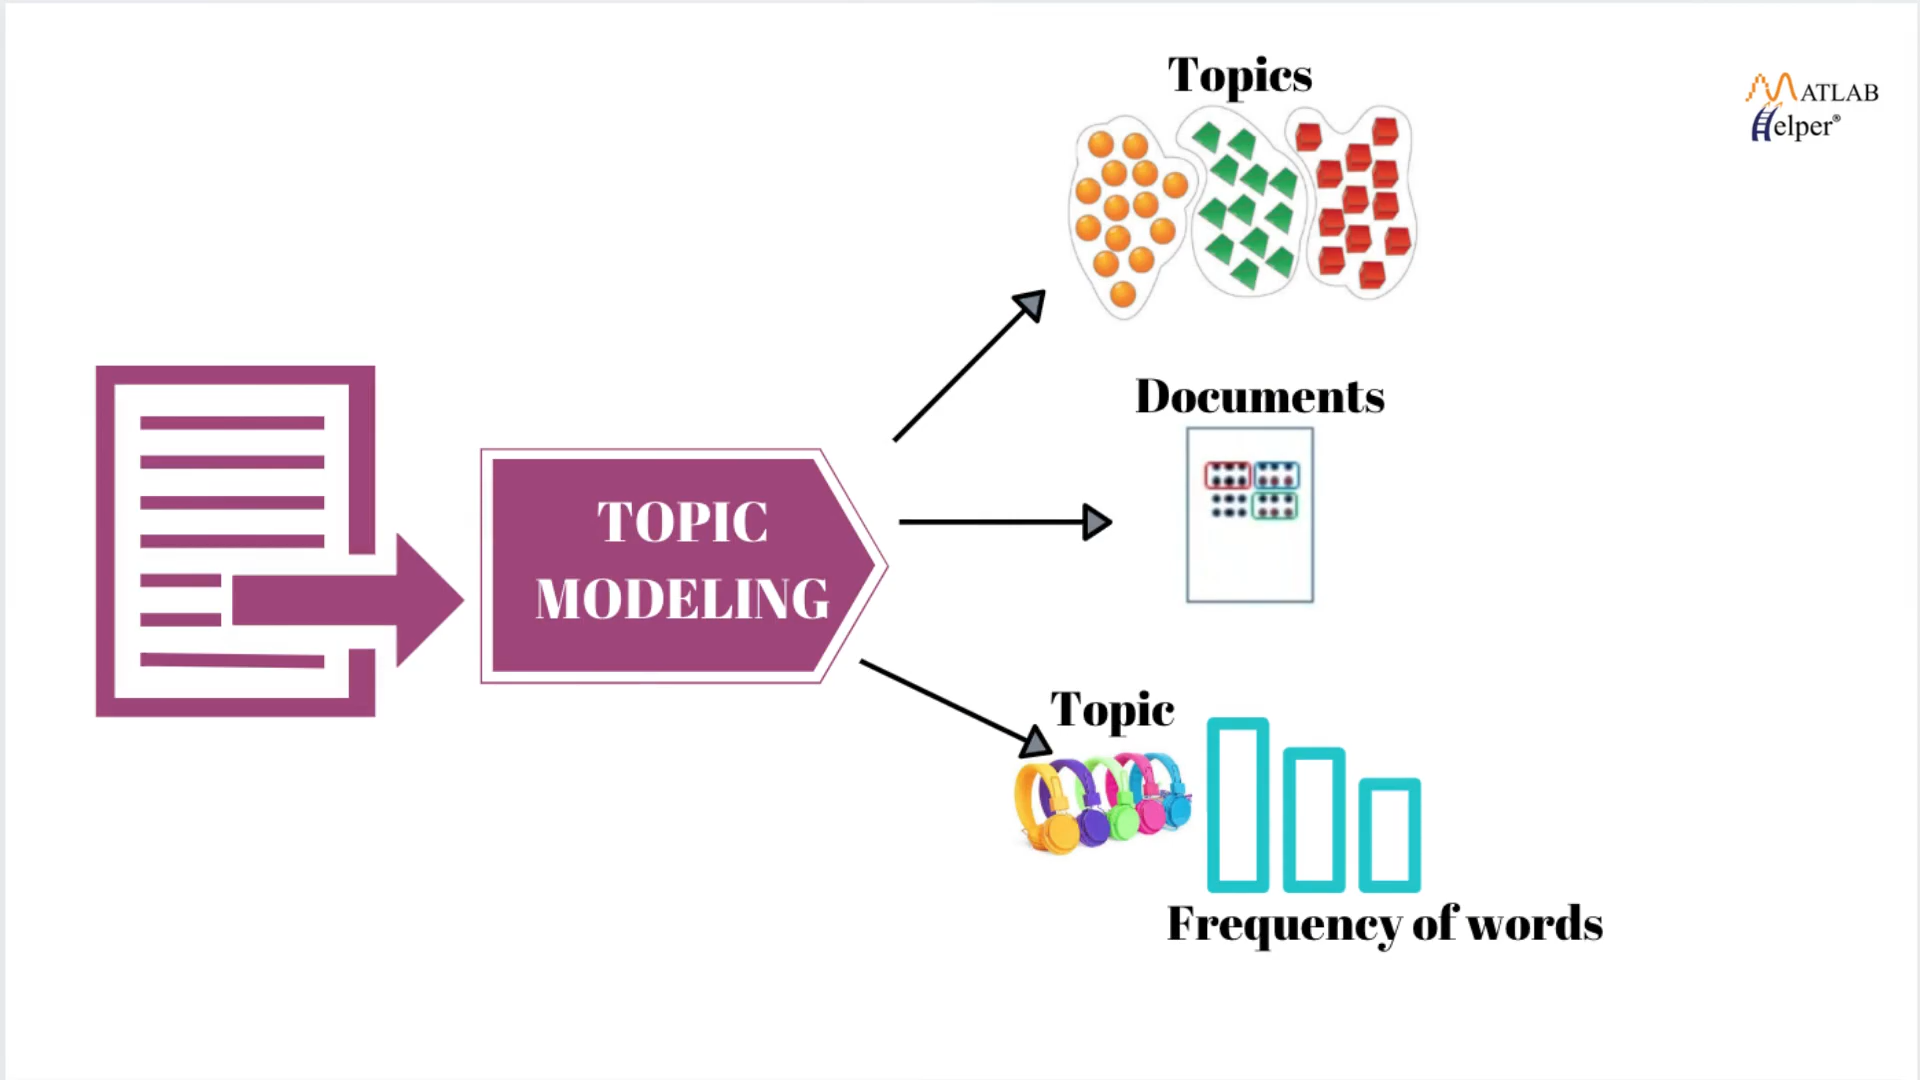 Topics
MATLAB
Helper®
Documents
TOPIC
MODELING
Topic
Frequency of words